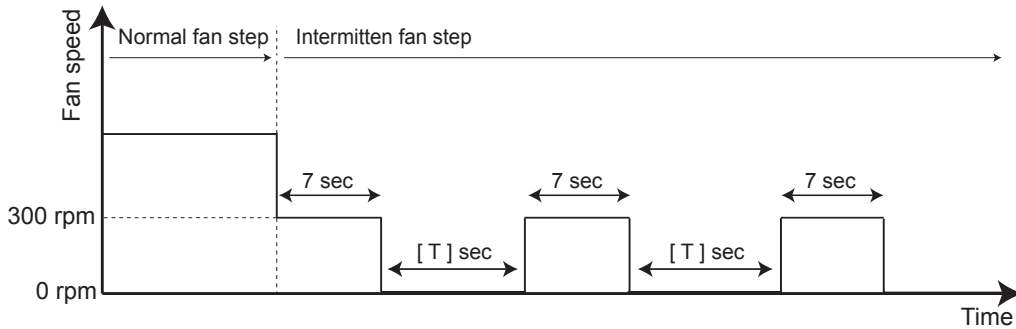 Normal fan step
Intermitten fan step
Fan speed
7 sec
7 sec
7 sec
300 rpm
[ T ] sec
[ T ] sec
0 rpm
Time